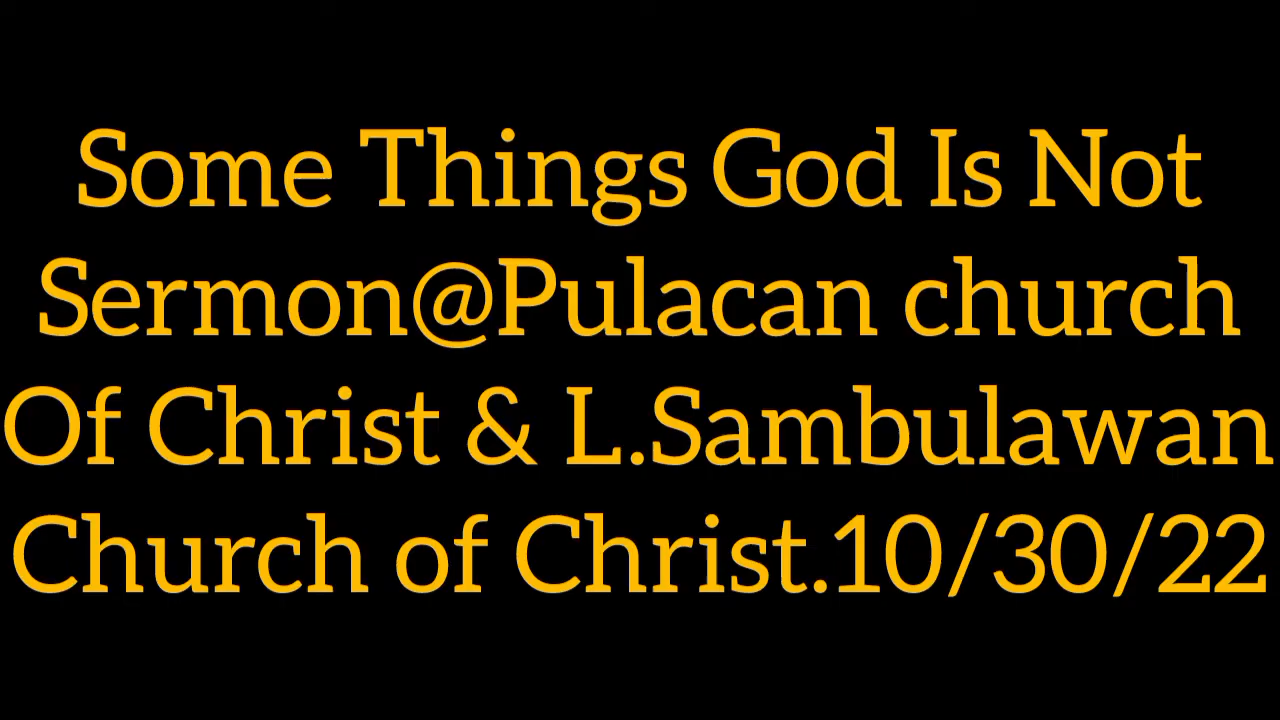 Some Things God Is Not
Sermon@Pulacan church
Of Christ & L.Sambulawan
Church of Christ.10/30/22